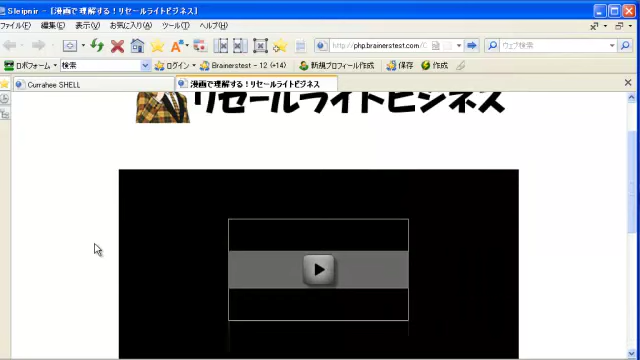 Sleipnir - [漫画で理解する！リセールライトビジネス]
ファイル(F) 編集(E) 表示(V) お気に入り(A) ツール(T) ヘルプ(H)
SHELL http://php.brainerstest.com/C ウェブ検索
ロボフォーム 検索 ログイン Brainerstest - 12 (+14) 新規プロフィール作成 保存 作成
Currahee SHELL 漫画で理解する！リセールライトビジネス
リセールライトビジネス